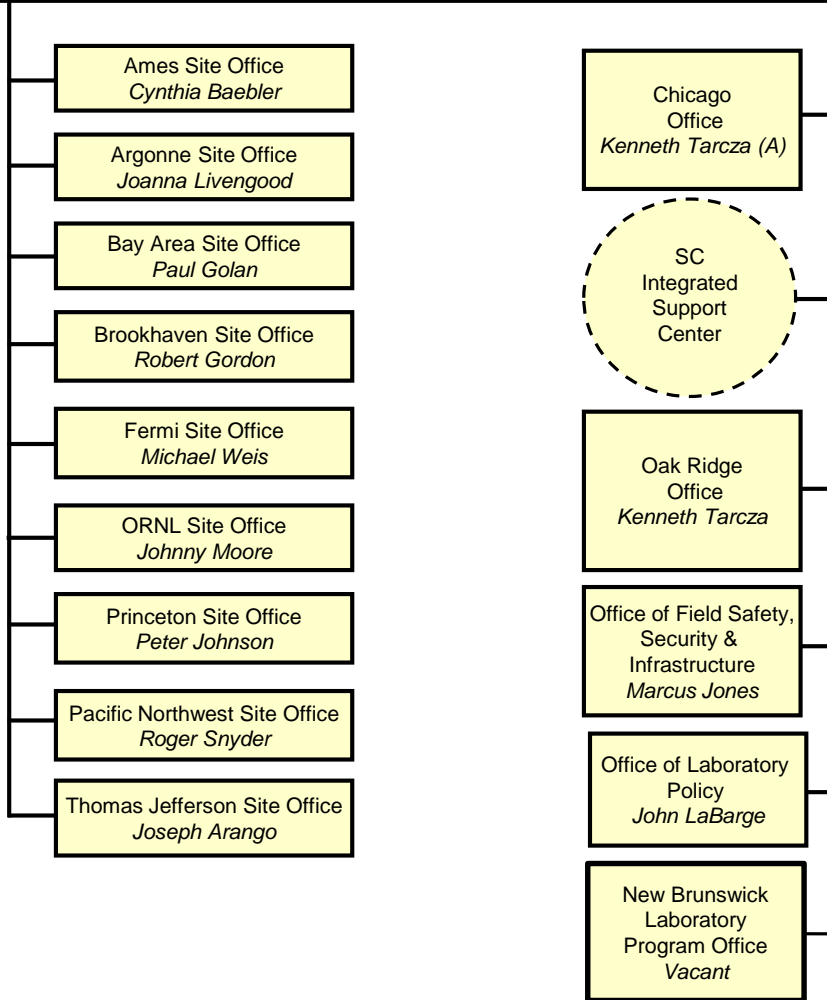 Ames Site Office
Cynthia Baebler
Argonne Site Office
Joanna Livengood
Bay Area Site Office
Paul Golan
Brookhaven Site Office
Robert Gordon
Fermi Site Office
Michael Weis
ORNL Site Office
Johnny Moore
Princeton Site Office
Peter Johnson
Pacific Northwest Site Office
Roger Snyder
Thomas Jefferson Site Office
Joseph Arango
Chicago
Office
Kenneth Tarcza (A)
SC
Integrated
Support
Center
Oak Ridge
Office
Kenneth Tarcza
Office of Field Safety,
Security &
Infrastructure
Marcus Jones
Office of Laboratory
Policy
John LaBarge
New Brunswick
Laboratory
Program Office
Vacant